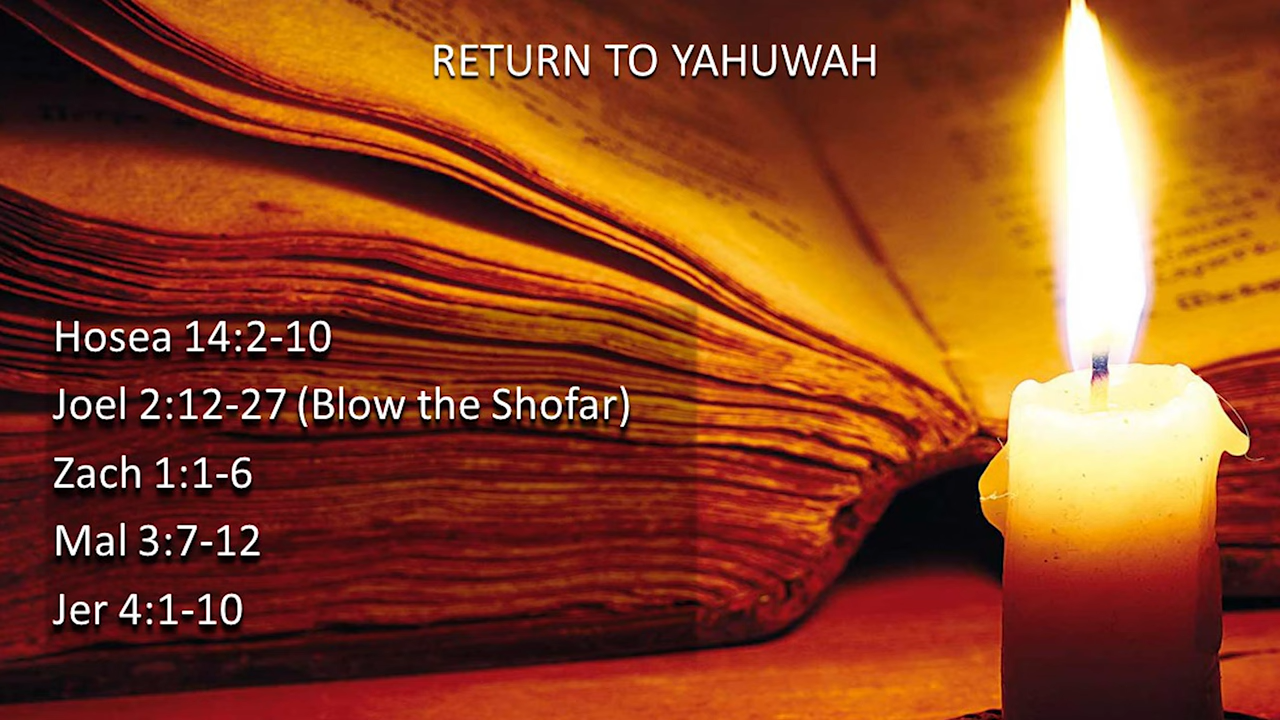 RETURN TO YAHUWAH
Hosea 14:2-10
Joel 2:12-27 (Blow the Shofar)
Zach 1:1-6
Mal 3:7-12
Jer 4:1-10